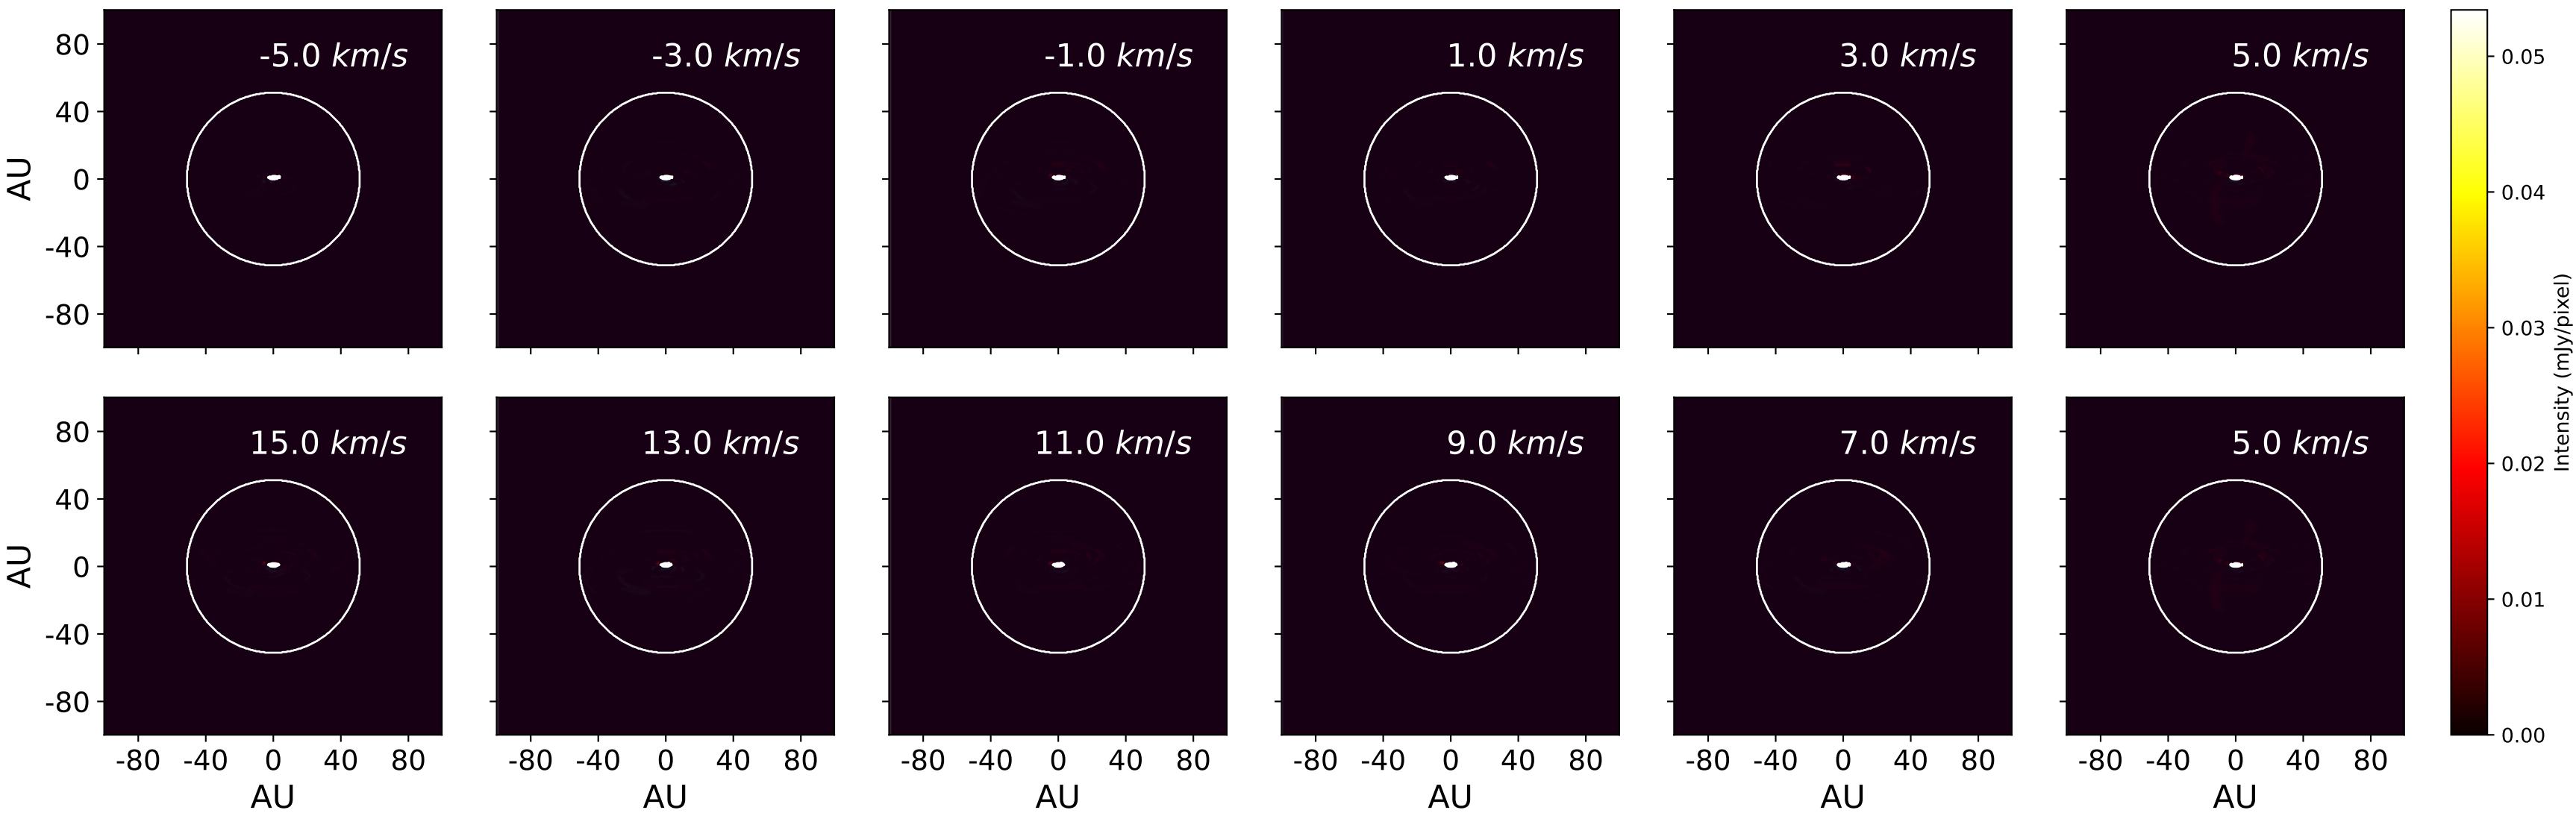 -5.0 km/s
-3.0 km/s
-1.0 km/s
1.0 km/s
3.0 km/s
5.0 km/s
80
40
0
-40
-80
AU
15.0 km/s
13.0 km/s
11.0 km/s
9.0 km/s
7.0 km/s
5.0 km/s
80
40
0
-40
-80
AU
-80 -40 0 40 80
-80 -40 0 40 80
-80 -40 0 40 80
-80 -40 0 40 80
-80 -40 0 40 80
-80 -40 0 40 80
AU
AU
AU
AU
AU
AU
0.05
0.04
0.03
0.02
0.01
0.00
Intensity (mJy/pixel)